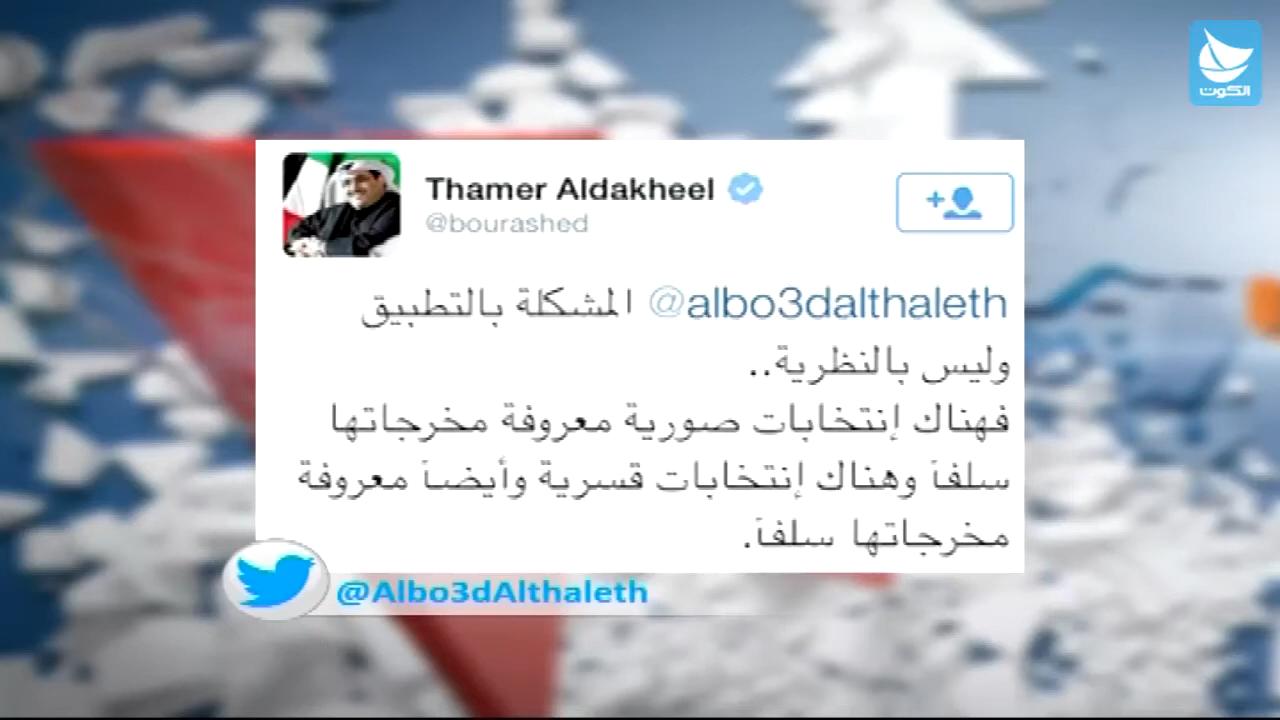 الكوت
Thamer Aldakheel
@bourashed
@albo3dalthaleth المشكلة بالتطبيق
وليس بالنظرية..
فهناك إنتخابات صورية معروفة مخرجاتها
سلفاً وهناك إنتخابات قسرية وأيضاً معروفة
مخرجاتها سلفاً.
@Albo3dAlthaleth